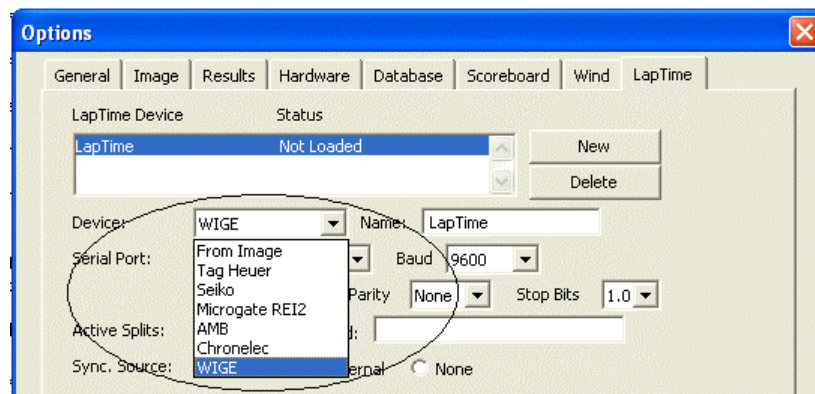 Options
General Image Results Hardware Database Scoreboard Wind LapTime
LapTime Device Status
LapTime Not Loaded New
Delete
Device: WIGE Name: LapTime
Serial Port: From Image Baud 9600
Tag Heuer
Seiko Parity None Stop Bits 1.0
Microgate REI2
Active Splits: AMB
Chronelec
Sync. Source: WIGE None